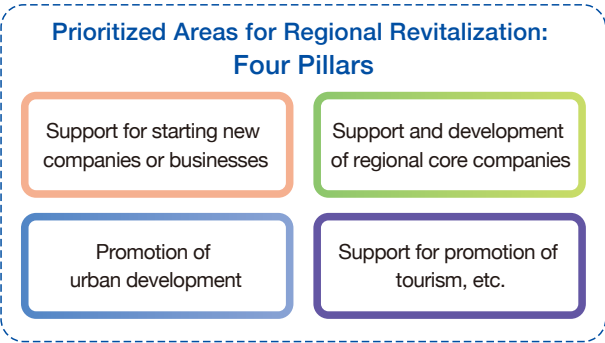 Prioritized Areas for Regional Revitalization:
Four Pillars
Support for starting new
companies or businesses
Support and development
of regional core companies
Promotion of
urban development
Support for promotion of
tourism, etc.